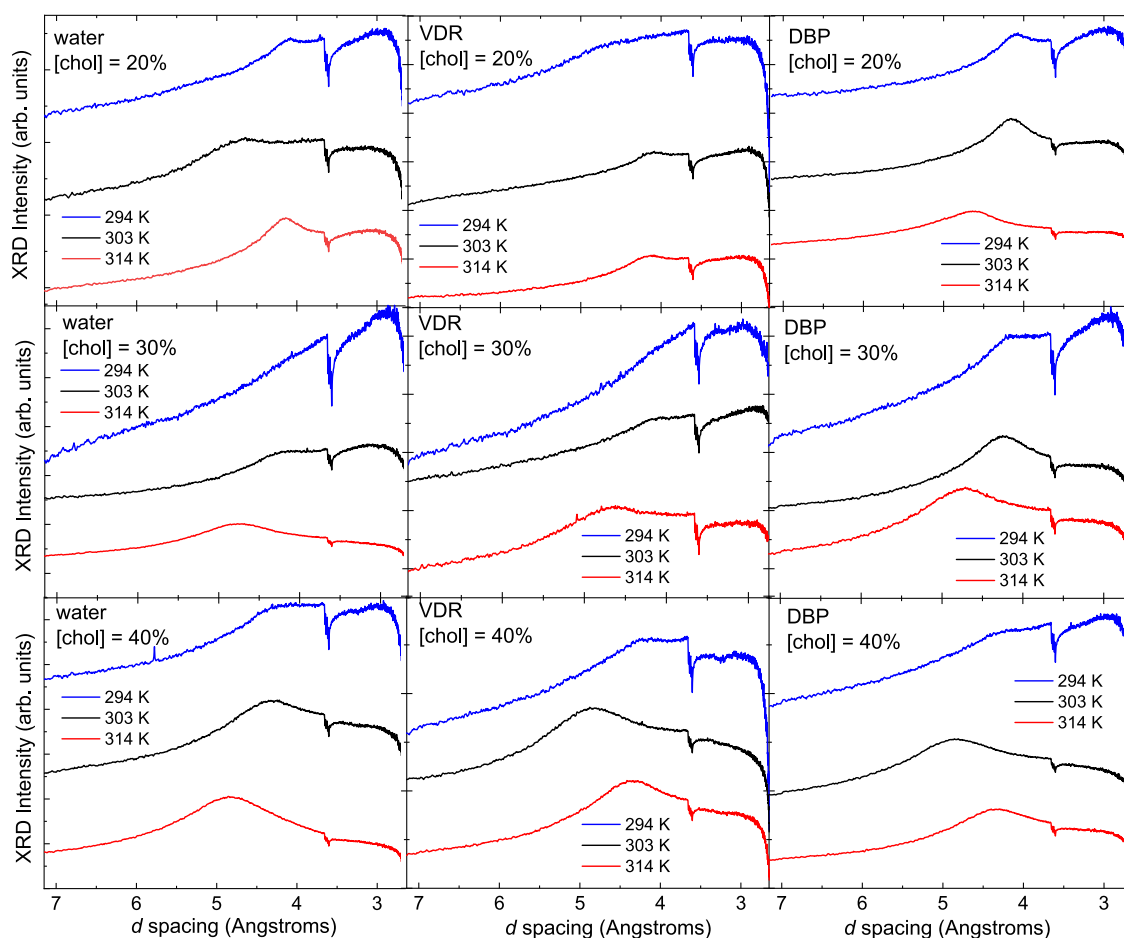 water
[chol] = 20%
294 K
303 K
314 K
VDR
[chol] = 20%
294 K
303 K
314 K
DBP
[chol] = 20%
294 K
303 K
314 K
XRD Intensity (arb. units)
water
[chol] = 30%
294 K
303 K
314 K
VDR
[chol] = 30%
294 K
303 K
314 K
DBP
[chol] = 30%
294 K
303 K
314 K
XRD Intensity (arb. units)
water
[chol] = 40%
294 K
303 K
314 K
VDR
[chol] = 40%
294 K
303 K
314 K
DBP
[chol] = 40%
294 K
303 K
314 K
XRD Intensity (arb. units)
7 6 5 4 3
7 6 5 4 3
7 6 5 4 3
d spacing (Angstroms)
d spacing (Angstroms)
d spacing (Angstroms)